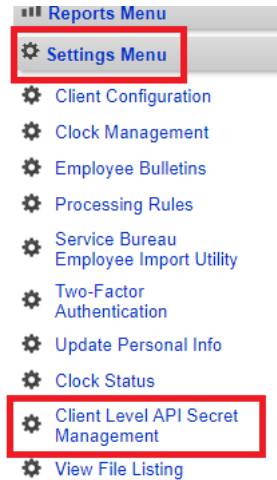 Reports Menu
Settings Menu
Client Configuration
Clock Management
Employee Bulletins
Processing Rules
Service Bureau
Employee Import Utility
Two-Factor
Authentication
Update Personal Info
Clock Status
Client Level API Secret
Management
View File Listing